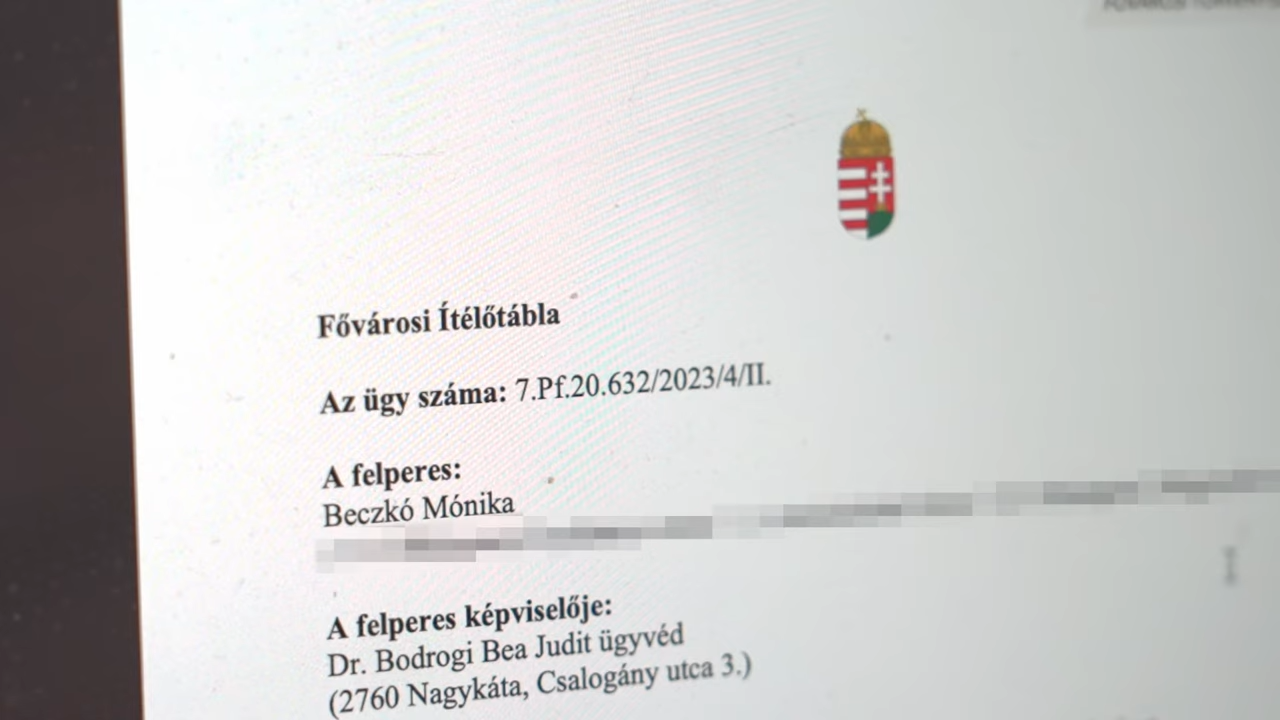 Fővárosi Ítélőtábla
Az ügy száma: 7.Pf.20.632/2023/4/II.
A felperes:
Beczkó Mónika
A felperes képviselője:
Dr. Bodrogi Bea Judit ügyvéd
(2760 Nagykáta, Csalogány utca 3.)